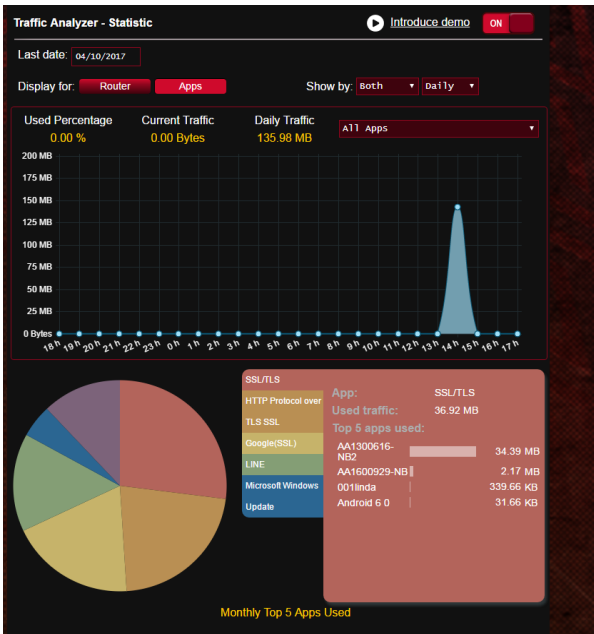 Traffic Analyzer - Statistic
Introduce demo
ON
Last date: 04/10/2017
Display for: Router Apps
Show by: Both Daily
Used Percentage Current Traffic Daily Traffic
0.00 % 0.00 Bytes 135.98 MB
All Apps
200 MB
175 MB
150 MB
125 MB
100 MB
75 MB
50 MB
25 MB
0 Bytes
18 h 19 h 20 h 21 h 22 h 23 h 0 h 1 h 2 h 3 h 4 h 5 h 6 h 7 h 8 h 9 h 10 h 11 h 12 h 13 h 14 h 15 h 16 h 17 h
SSL/TLS
HTTP Protocol over
TLS SSL
Google(SSL)
LINE
Microsoft Windows
Update
App: SSL/TLS
Used traffic: 36.92 MB
Top 5 apps used:
AA1300616-
NB2 34.39 MB
AA1600929-NB 2.17 MB
001linda 339.66 KB
Android 6 0 31.66 KB
Monthly Top 5 Apps Used